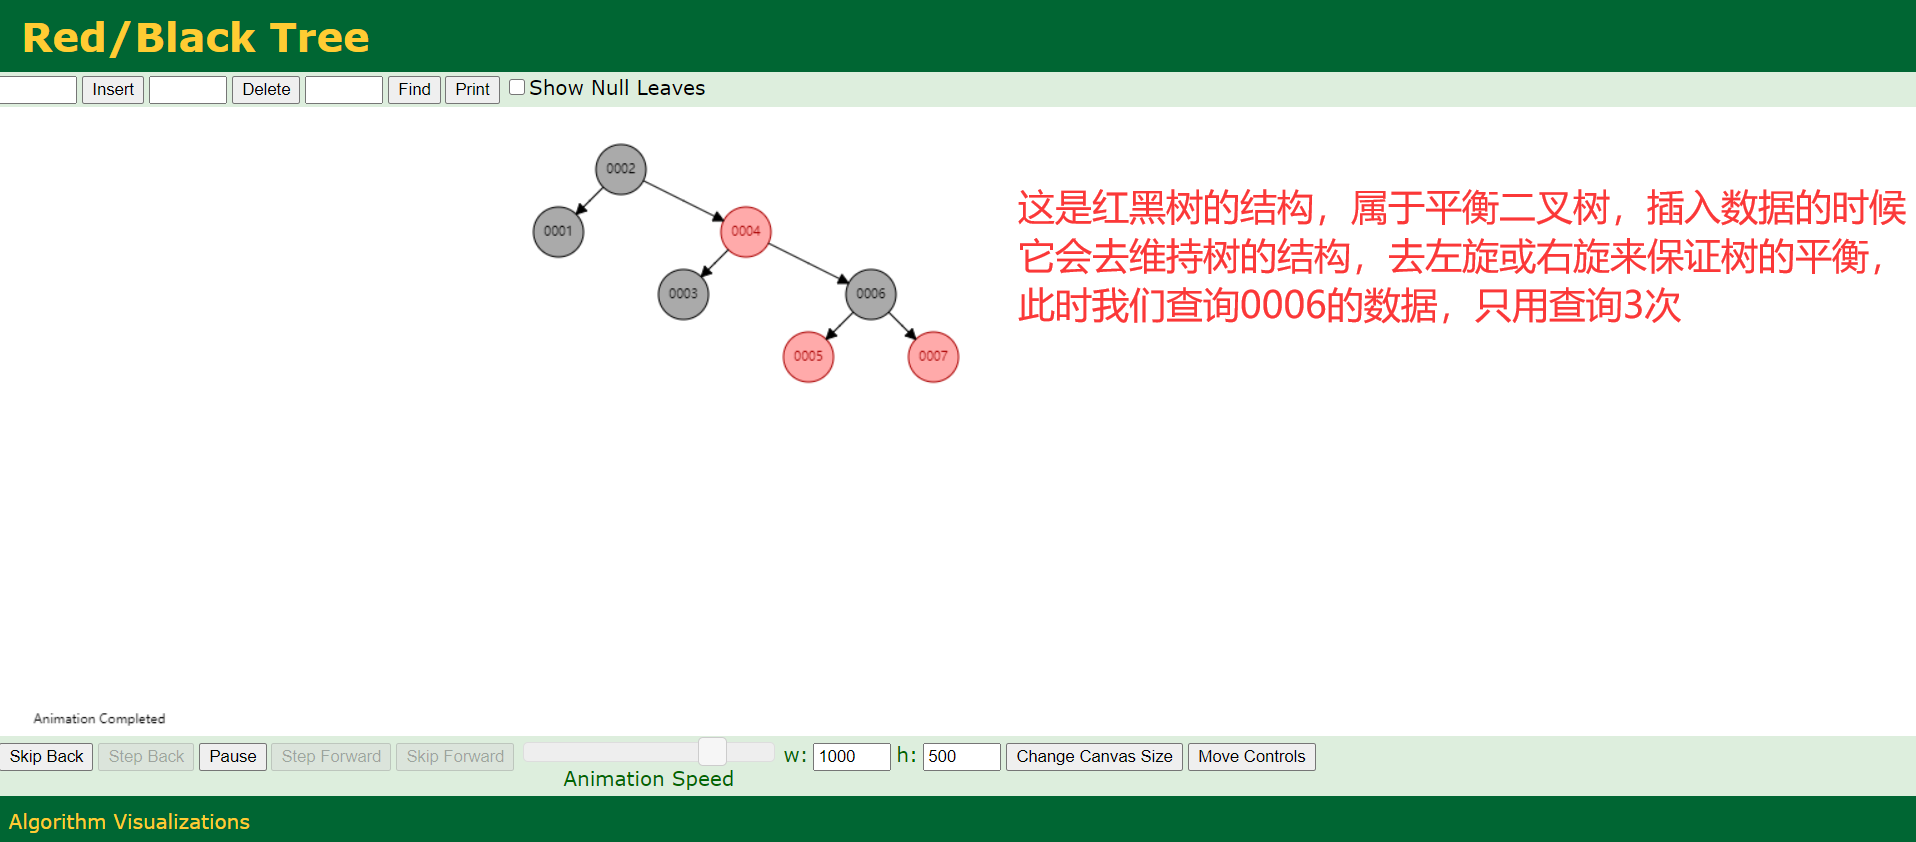 Red/Black Tree
Insert Delete Find Print Show Null Leaves
0002
0001 0004
0003 0006
0005 0007
这是红黑树的结构，属于平衡二叉树，插入数据的时候
它会去维持树的结构，去左旋或右旋来保证树的平衡，
此时我们查询0006的数据，只用查询3次
Animation Completed
Skip Back Step Back Pause Step Forward Skip Forward w: 1000 h: 500 Change Canvas Size Move Controls
Animation Speed
Algorithm Visualizations